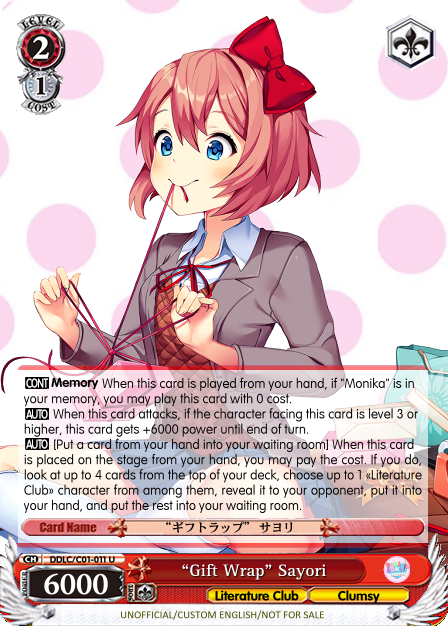 LEVEL
2
1
COST
CONT Memory When this card is played from your hand, if "Monika" is in
your memory, you may play this card with 0 cost.
AUTO When this card attacks, if the character facing this card is level 3 or
higher, this card gets +6000 power until end of turn.
AUTO [Put a card from your hand into your waiting room] When this card
is placed on the stage from your hand, you may pay the cost. If you do,
look at up to 4 cards from the top of your deck, choose up to 1 «Literature
Club» character from among them, reveal it to your opponent, put it into
your hand, and put the rest into your waiting room.
Card Name
“ギフトラップ” サヨリ
CH DDLC/C01-011 U
POWER 6000 SOUL
“Gift Wrap” Sayori
Literature Club
Clumsy
UNOFFICIAL/CUSTOM ENGLISH/NOT FOR SALE